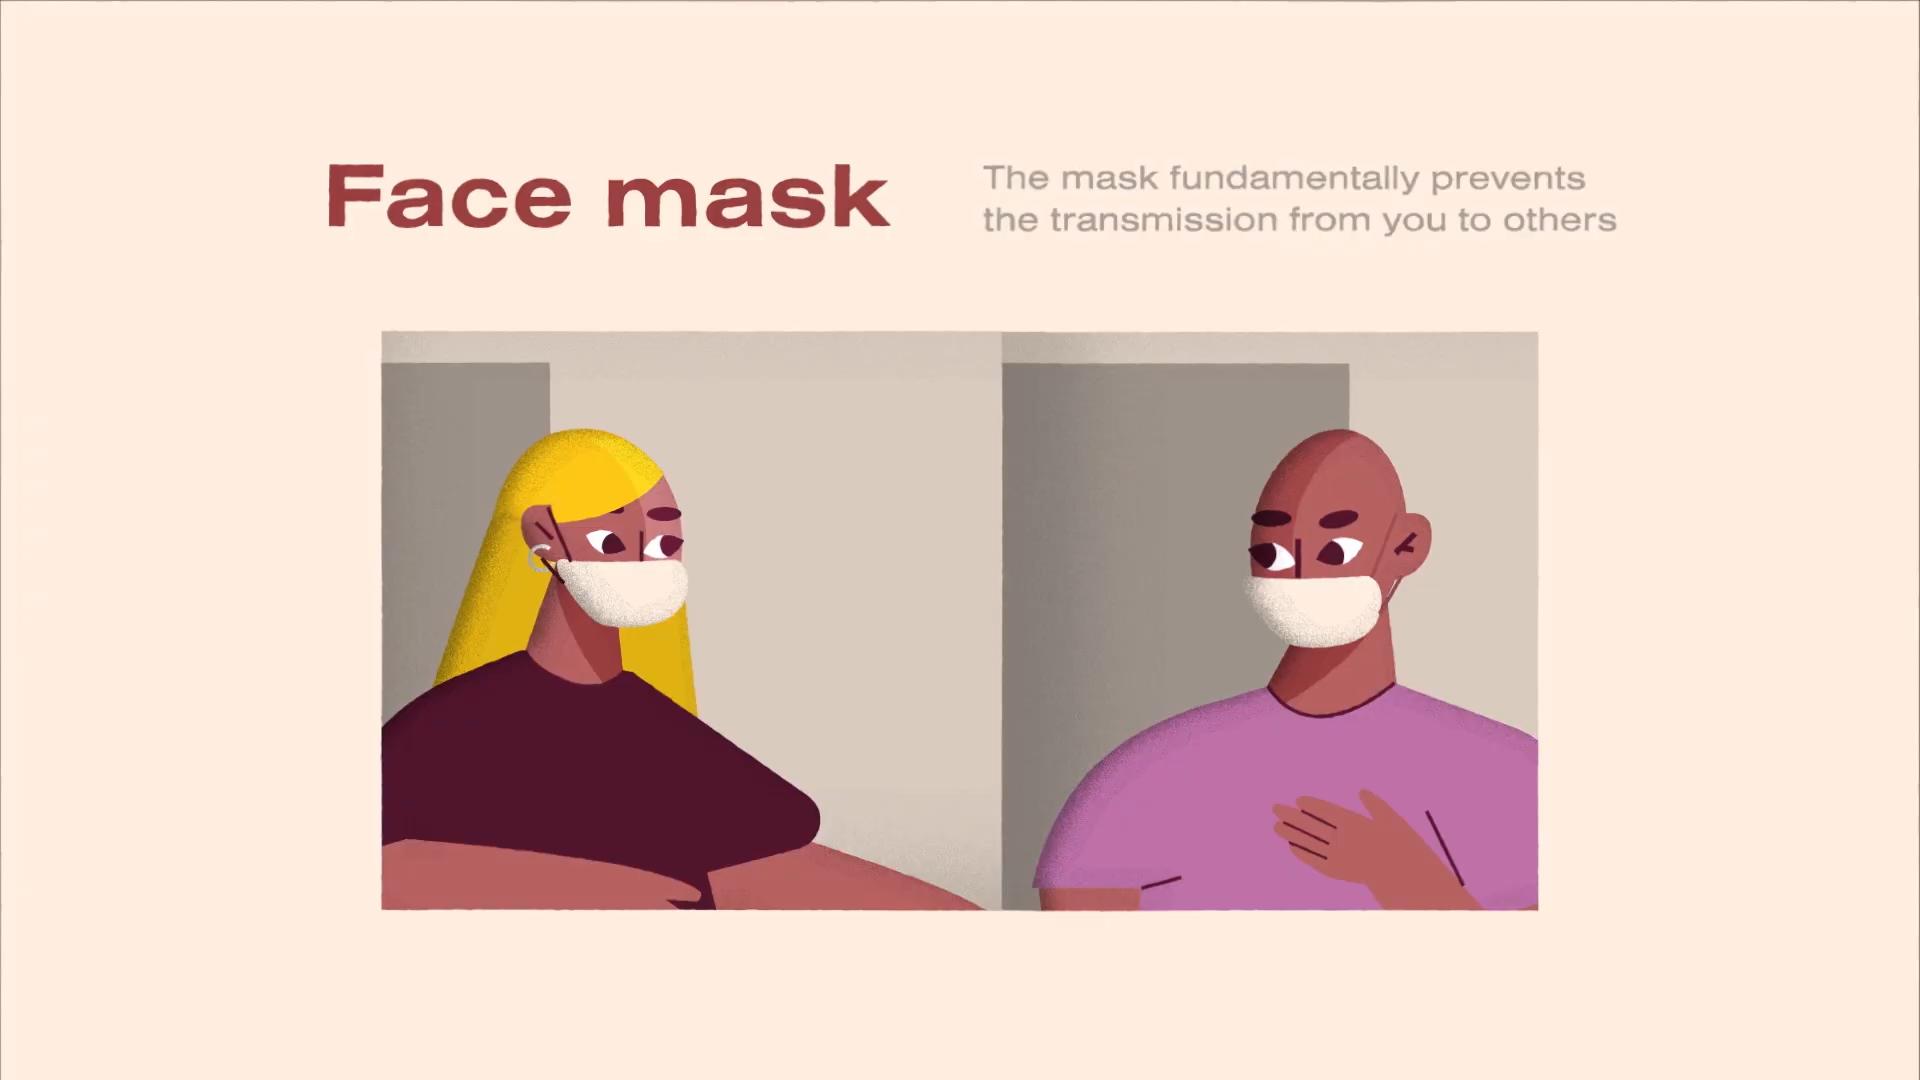 Face mask
The mask fundamentally prevents
the transmission from you to others